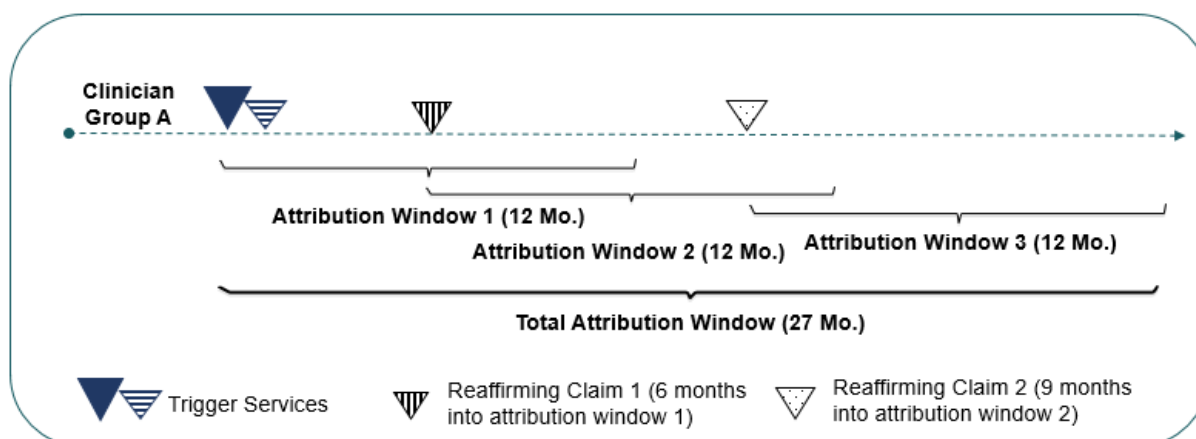 Clinician
Group A
Attribution Window 1 (12 Mo.)
Attribution Window 2 (12 Mo.)
Attribution Window 3 (12 Mo.)
Total Attribution Window (27 Mo.)
Trigger Services
Reaffirming Claim 1 (6 months
into attribution window 1)
Reaffirming Claim 2 (9 months
into attribution window 2)